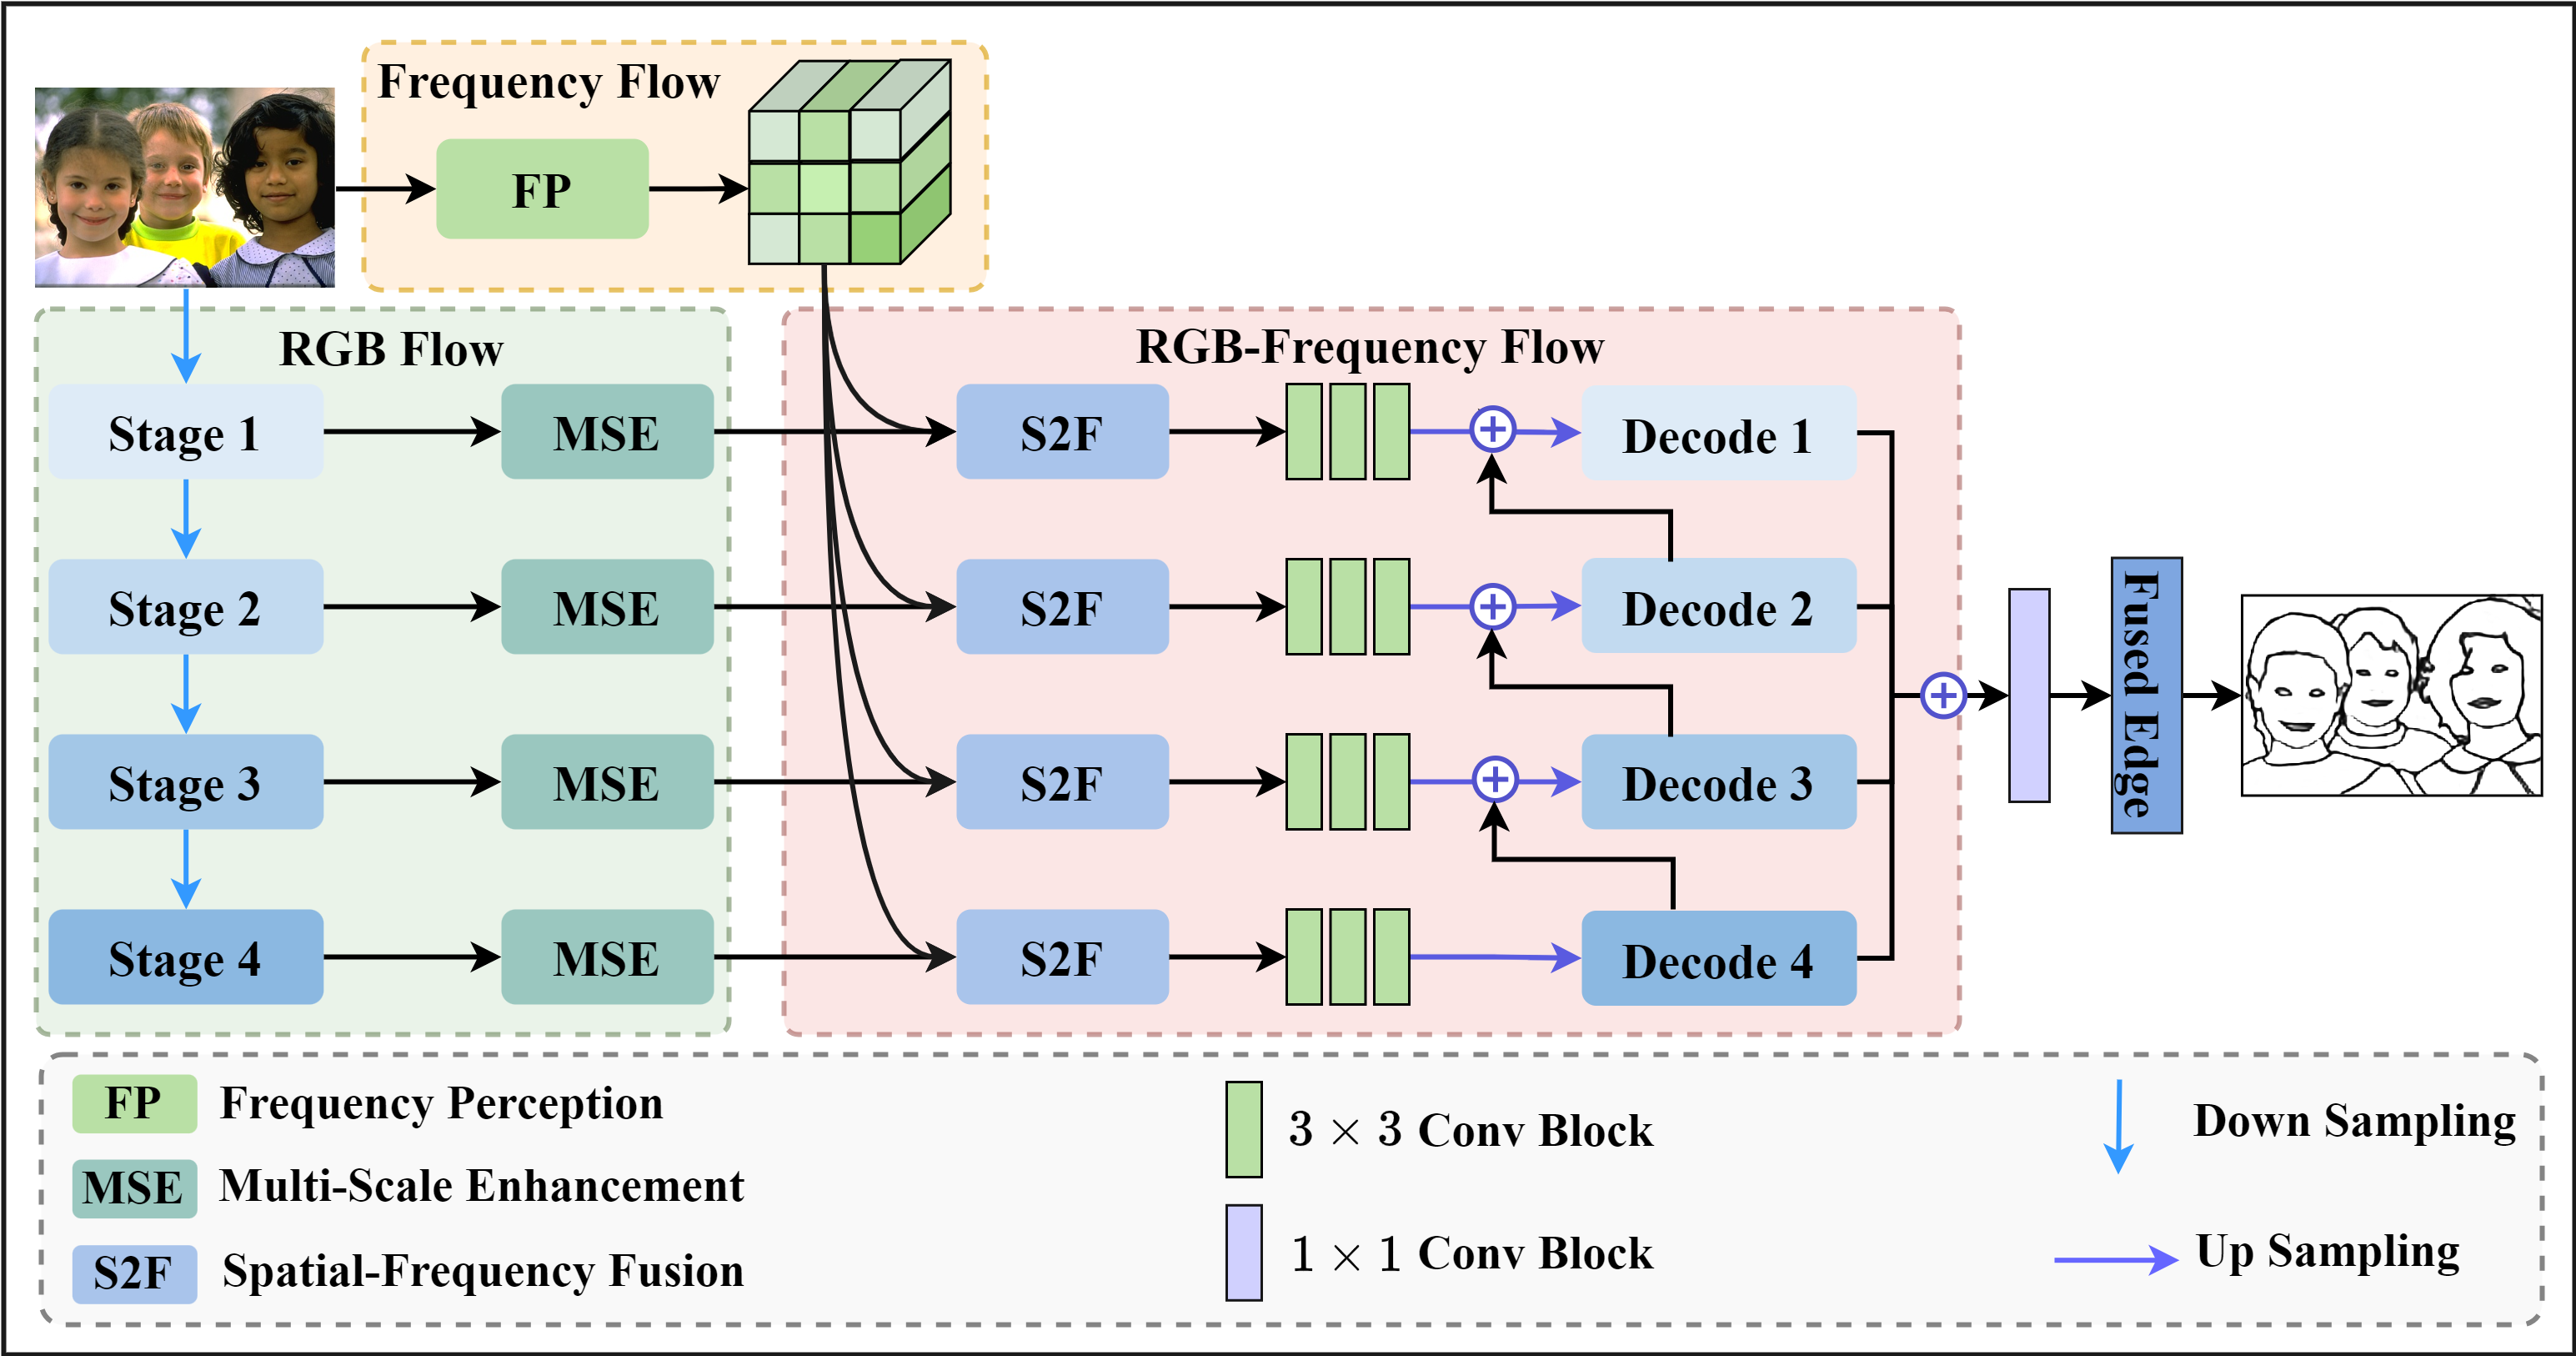 Frequency Flow
FP
RGB Flow
RGB-Frequency Flow
Stage 1
MSE
S2F
Decode 1
Stage 2
MSE
S2F
Decode 2
Stage 3
MSE
S2F
Decode 3
Stage 4
MSE
S2F
Decode 4
Fused Edge
FP Frequency Perception
MSE Multi-Scale Enhancement
S2F Spatial-Frequency Fusion
3 × 3 Conv Block
1 × 1 Conv Block
Down Sampling
Up Sampling